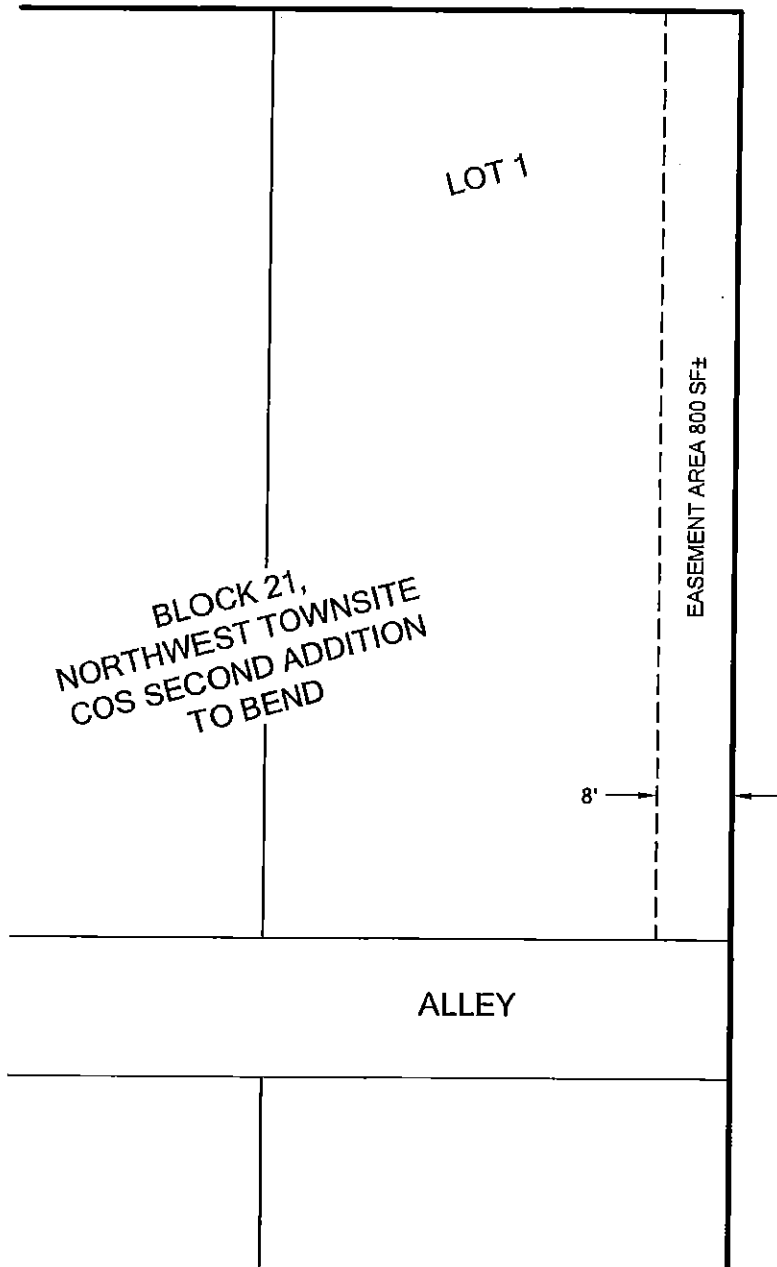 LOT 1
EASEMENT AREA 800 SF±
BLOCK 21,
NORTHWEST TOWNSITE
COS SECOND ADDITION
TO BEND
8'
ALLEY